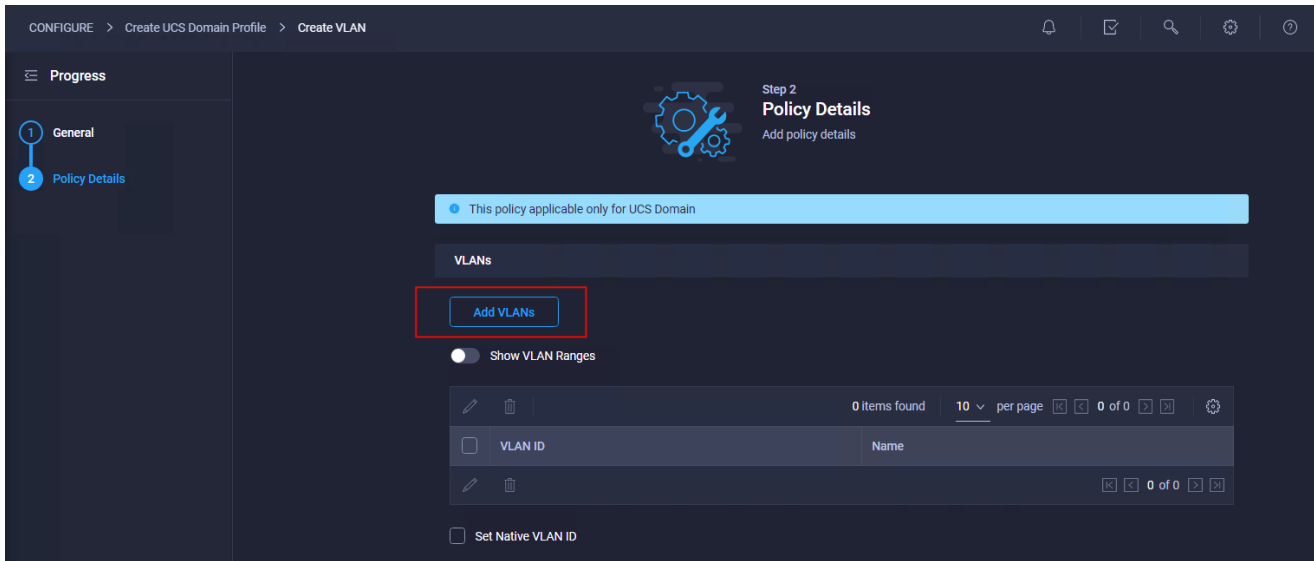 CONFIGURE > Create UCS Domain Profile > Create VLAN
Progress
1 General
2 Policy Details
Step 2
Policy Details
Add policy details
This policy applicable only for UCS Domain
VLANs
Add VLANs
Show VLAN Ranges
0 items found 10 per page 0 of 0
VLAN ID Name
0 of 0
Set Native VLAN ID